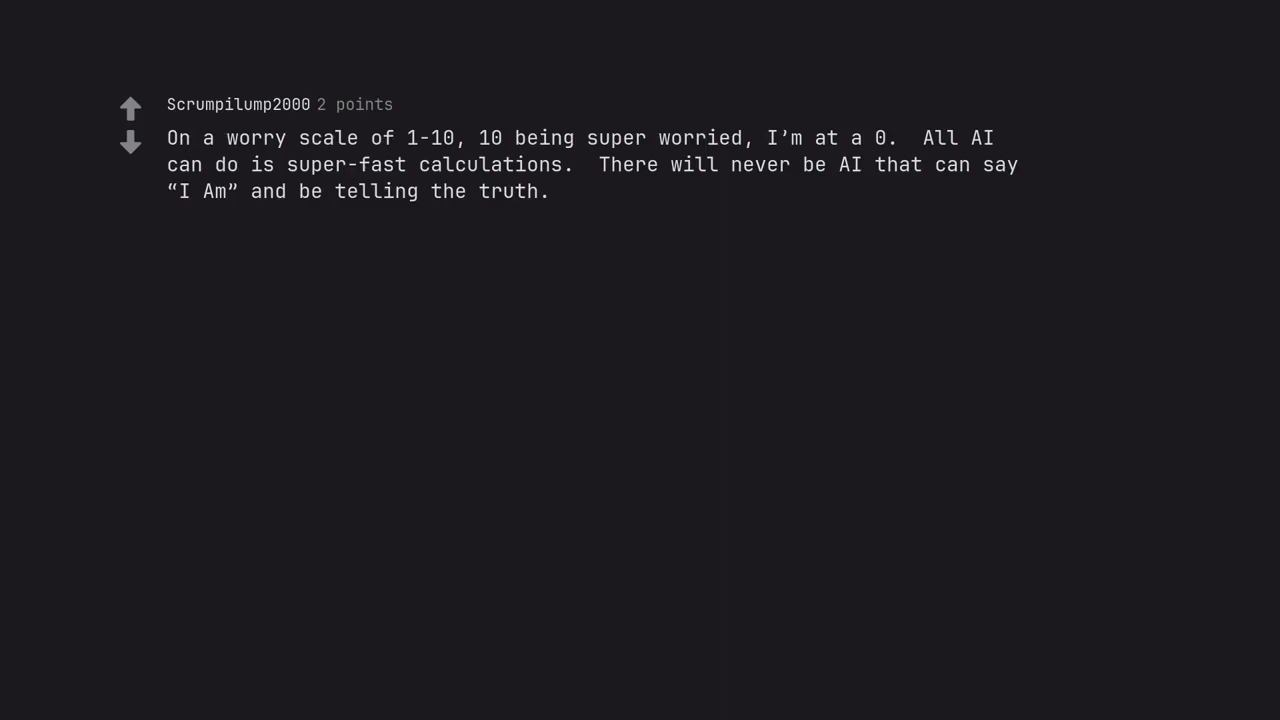 Scrumpilump2000 2 points
On a worry scale of 1-10, 10 being super worried, I’m at a 0.  All AI
can do is super-fast calculations.  There will never be AI that can say
“I Am” and be telling the truth.